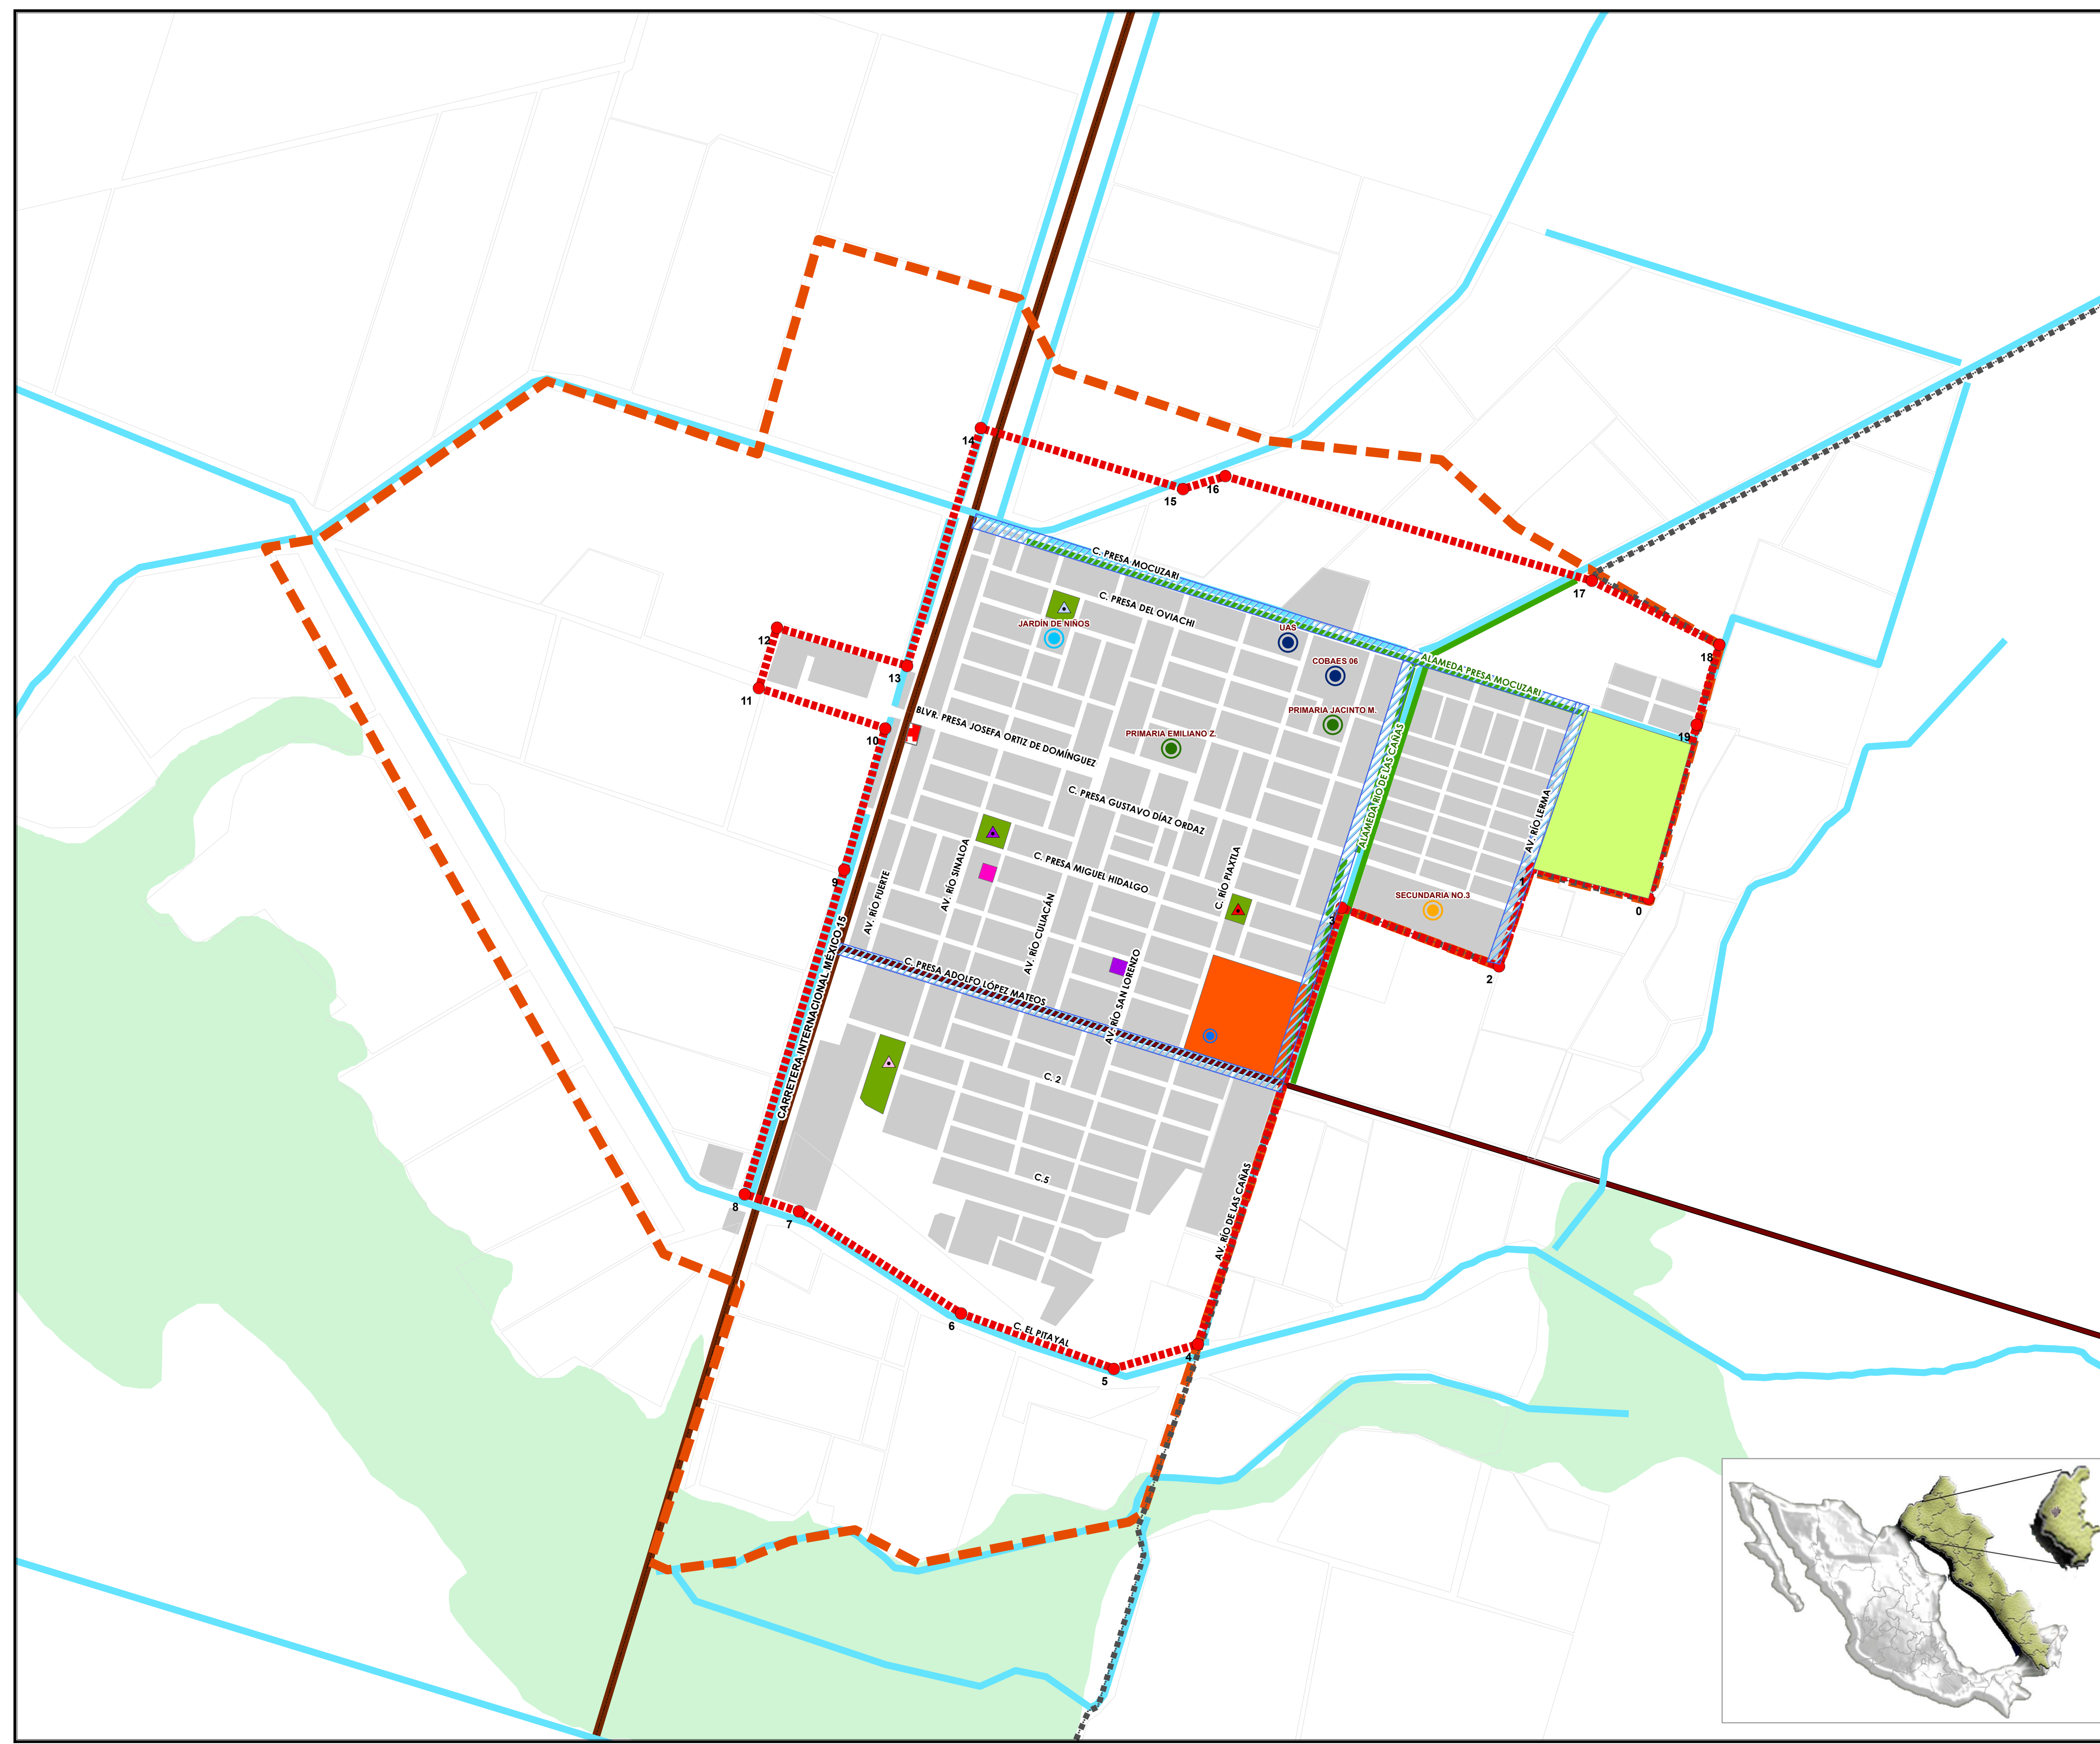 14
15
16
C. PRESA MOCUZARI
17
C. PRESA DEL OVIACHI
JARDÍN DE NIÑOS
UAS
12
13
18
COBAES 06
ALAMEDA PRESA MOCUZARI
11
PRIMARIA JACINTO M.
BLVR. PRESA JOSEFA ORTIZ DE DOMÍNGUEZ
10
PRIMARIA EMILIANO Z.
19
ALAMEDA RIO DE LAS CAÑAS
C. PRESA GUSTAVO DÍAZ ORDAZ
AV. RÍO LERMA
AV. RÍO SINALOA
C. PRESA MIGUEL HIDALGO
C. RÍO PIAXTLA
9
1
AV. RÍO FUERTE
SECUNDARIA NO.3
0
3
AV. RÍO CULIACÁN
C. PRESA ADOLFO LÓPEZ MATEOS
AV. RÍO SAN LORENZO
2
CARRETERA INTERNACIONAL MÉXICO 15
C. 2
C.5
8
7
AV. RÍO DE LAS CAÑAS
6
C. EL PITAYAL
4
5